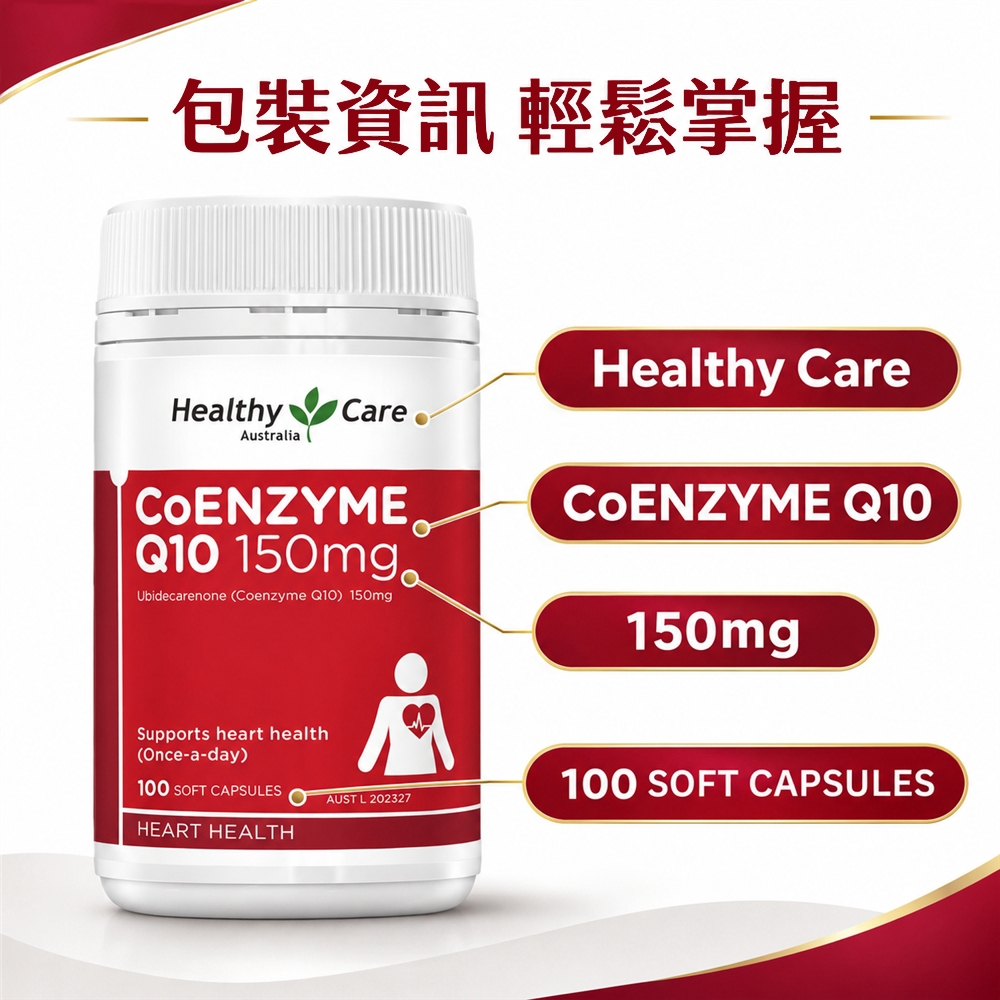 包裝資訊 輕鬆掌握
Healthy Care
Australia
CoENZYME
Q10 150mg
Ubidecarenone (Coenzyme Q10) 150mg
Supports heart health
(Once-a-day)
100 SOFT CAPSULES
AUST L 202327
HEART HEALTH
Healthy Care
CoENZYME Q10
150mg
100 SOFT CAPSULES